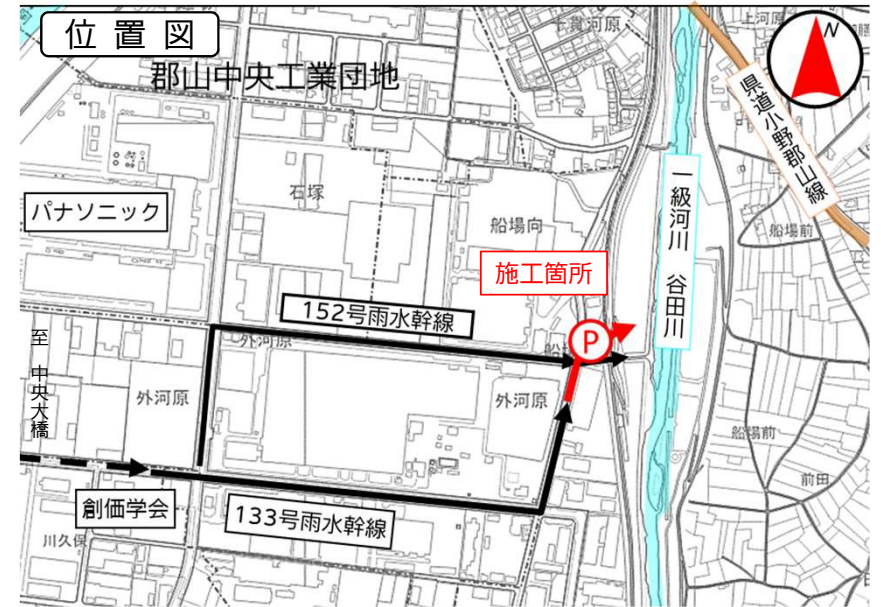 位置図
N
上貫河原
上河原
郡山中央工業団地
県道小野郡山線
石塚
パナソニック
一級河川 谷田川
船場向
船場前
施工箇所
152号雨水幹線
外河原
P
至 中央大橋
外河原
外河原
船場前
前田
創価学会
133号雨水幹線
川久保